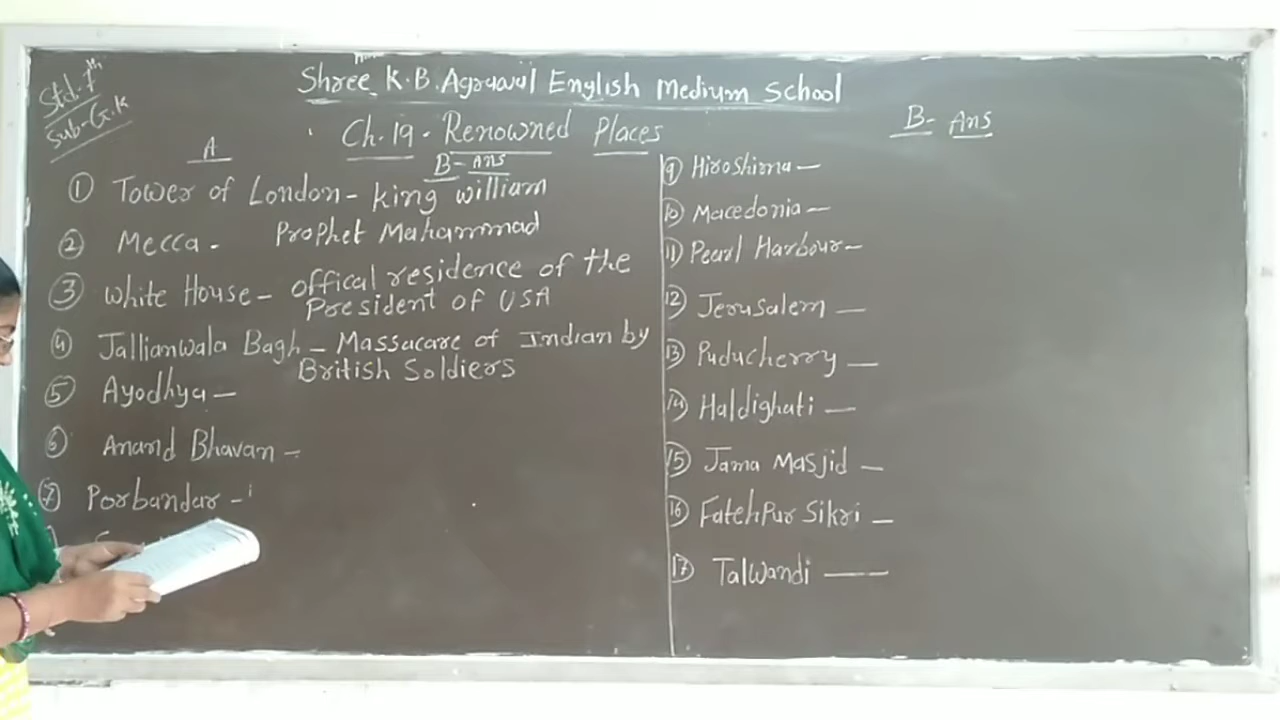 Std. 7th
Sub- G.K
Shree K.B. Agrawal English Medium School
Ch. 19. Renowned Places
A
B- Ans
① Tower of London - King William
② Mecca - Prophet Mahammad
③ White House - offical residence of the
President of USA
④ Jallianwala Bagh - Massacare of Indian by
British Soldiers
⑤ Ayodhya -
⑥ Anand Bhavan -
⑦ Porbandar -
B- Ans
⑨ Hiroshima -
⑩ Macedonia -
⑪ Pearl Harbour -
⑫ Jerusalem -
⑬ Puducherry -
⑭ Haldighati -
⑮ Jama Masjid -
⑯ Fatehpur Sikri -
⑰ Talwandi -